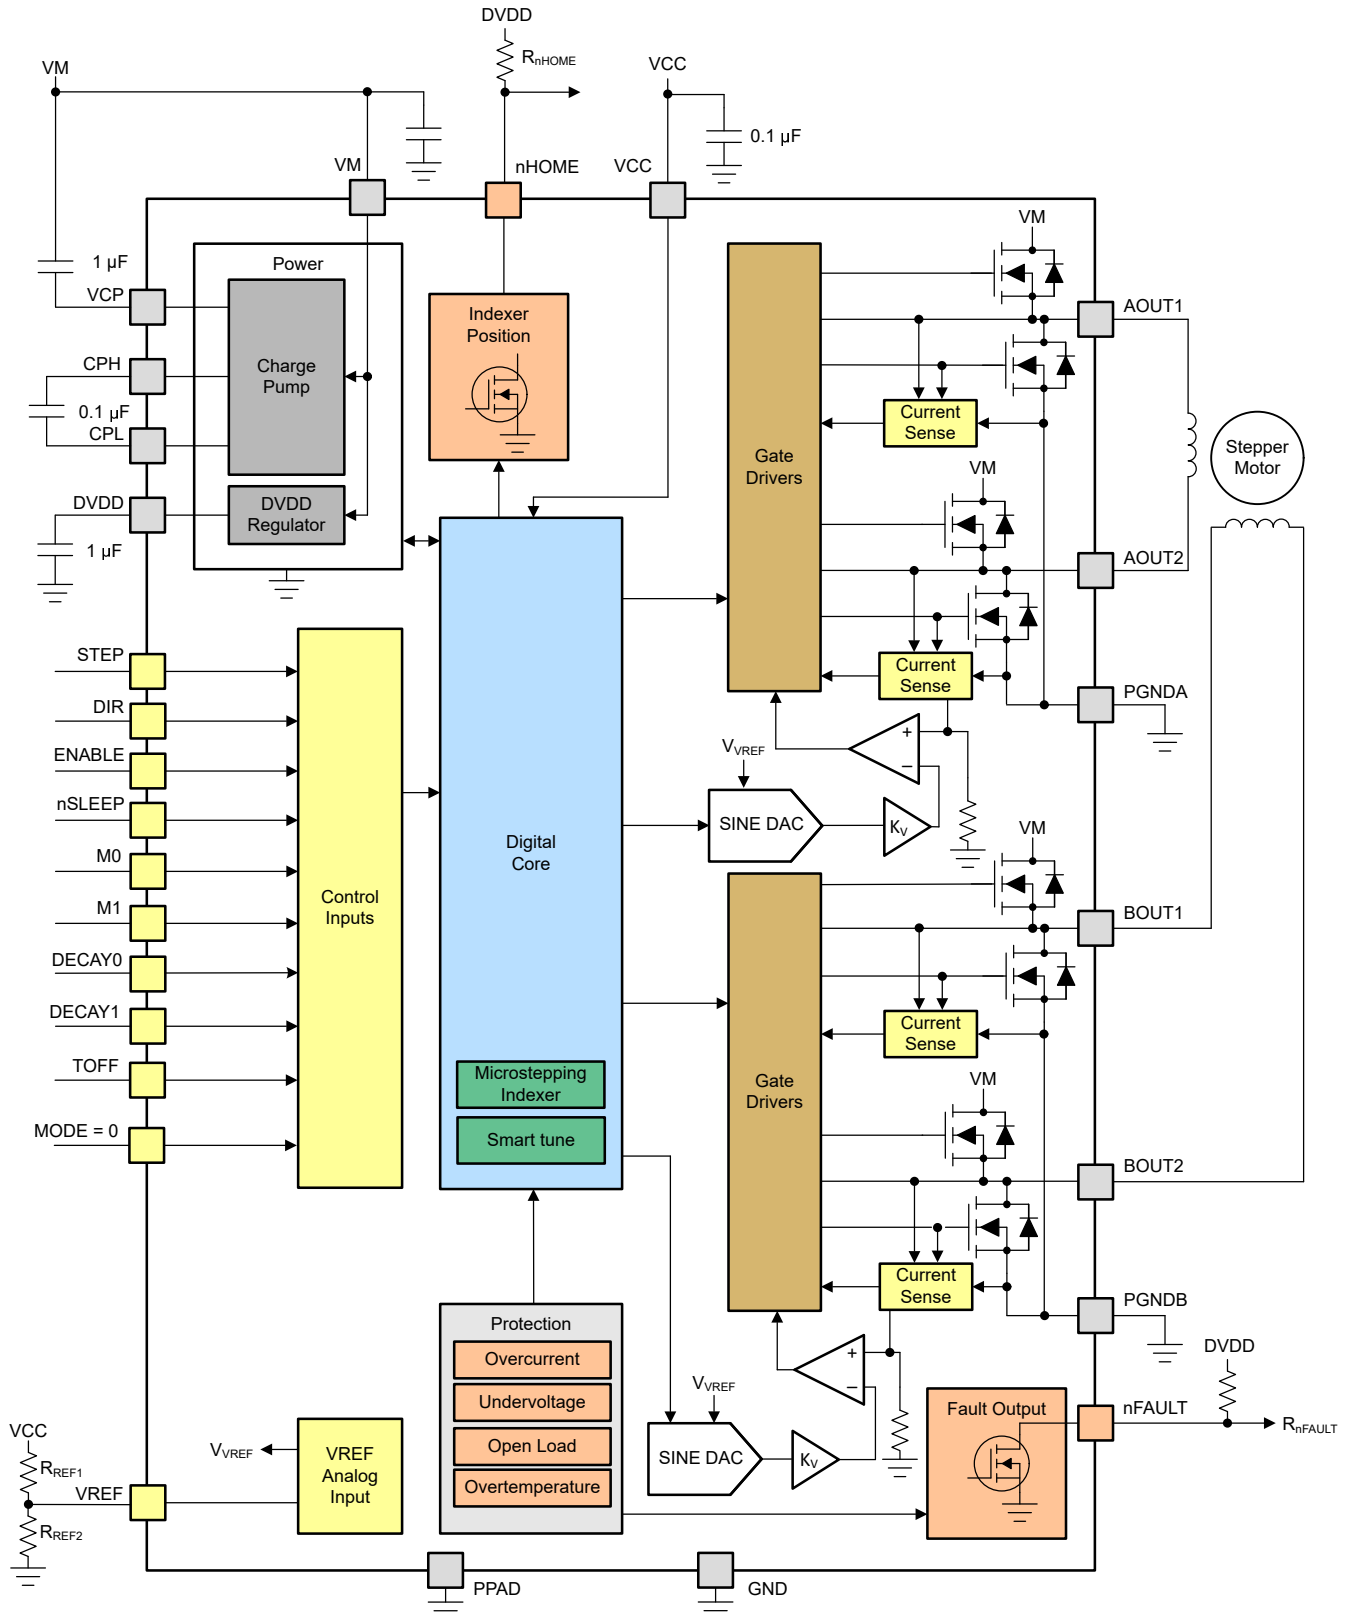 DVDD
RnHOME
VM
VCC
0.1 µF
VM
nHOME
VCC
VM
1 µF
Power
VCP
Indexer
Position
AOUT1
CPH
Charge
Pump
0.1 µF
CPL
Current
Sense
Stepper
Motor
Gate
Drivers
VM
DVDD
DVDD
Regulator
1 µF
AOUT2
STEP
Current
Sense
PGNDA
DIR
VVREF
ENABLE
nSLEEP
SINE DAC
KV
VM
Digital
Core
M0
Control
Inputs
M1
BOUT1
DECAY0
DECAY1
Current
Sense
TOFF
Microstepping
Indexer
Gate
Drivers
VM
MODE = 0
Smart tune
BOUT2
Current
Sense
PGNDB
Protection
Overcurrent
DVDD
Undervoltage
VVREF
Fault Output
nFAULT
RnFAULT
VCC
VVREF
VREF
Analog
Input
Open Load
SINE DAC
KV
RREF1
Overtemperature
VREF
RREF2
PPAD
GND